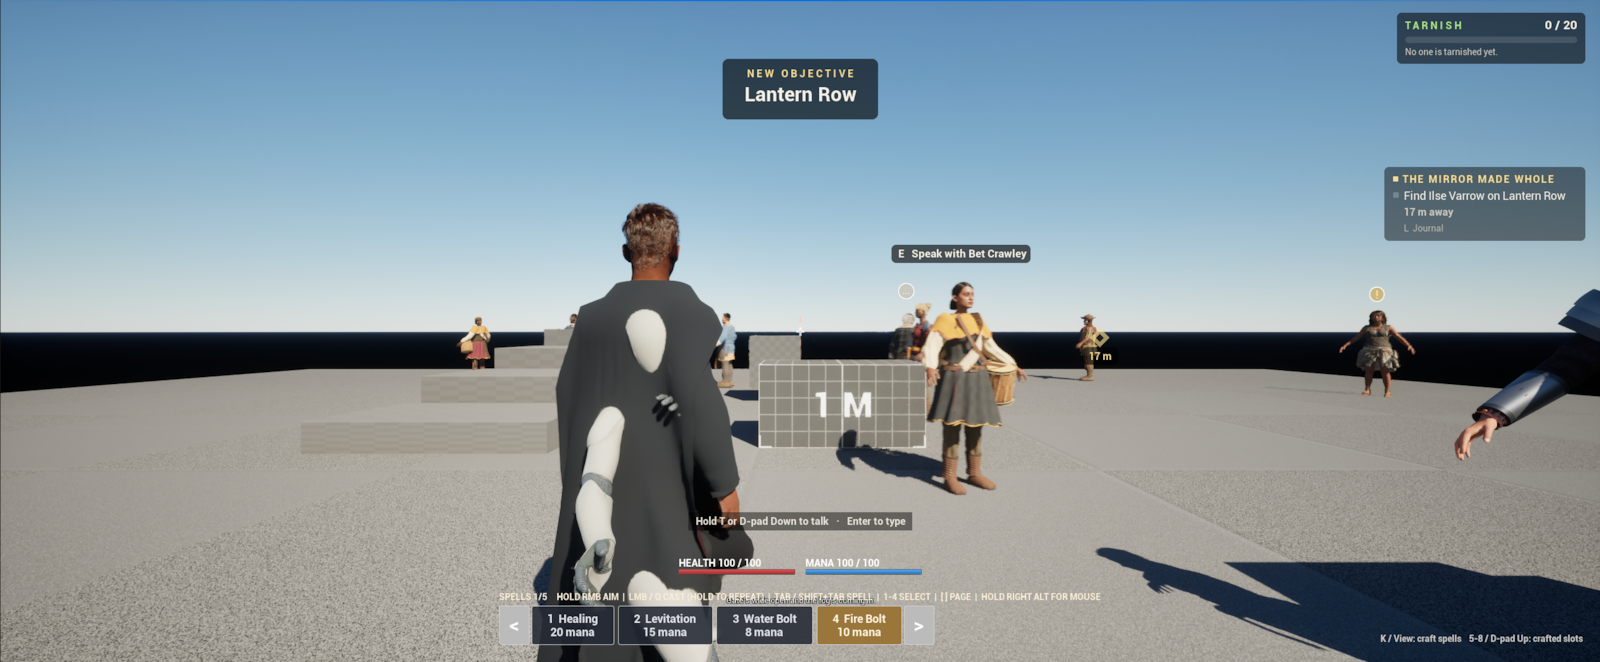 TARNISH 0 / 20
No one is tarnished yet.
NEW OBJECTIVE
Lantern Row
THE MIRROR MADE WHOLE
Find Ilse Varrow on Lantern Row
17 m away
L Journal
E Speak with Bet Crawley
!
17 m
1 M
Hold T or D-pad Down to talk · Enter to type
HEALTH 100 / 100 MANA 100 / 100
SPELLS 1/5 HOLD RMB AIM | LMB / Q CAST (HOLD TO REPEAT) | TAB / SHIFT+TAB SPELL | 1-4 SELECT | [ ] PAGE | HOLD RIGHT ALT FOR MOUSE
< 1 Healing 2 Levitation 3 Water Bolt 4 Fire Bolt >
20 mana 15 mana 8 mana 10 mana
K / View: craft spells 5-8 / D-pad Up: crafted slots